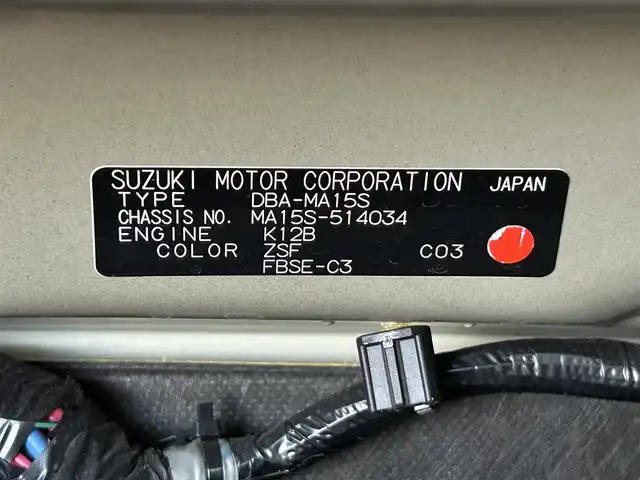 SUZUKI MOTOR CORPORATION JAPAN
TYPE DBA-MA15S
CHASSIS NO. MA15S-514034
ENGINE K12B
COLOR ZSF C03
FBSE-C3